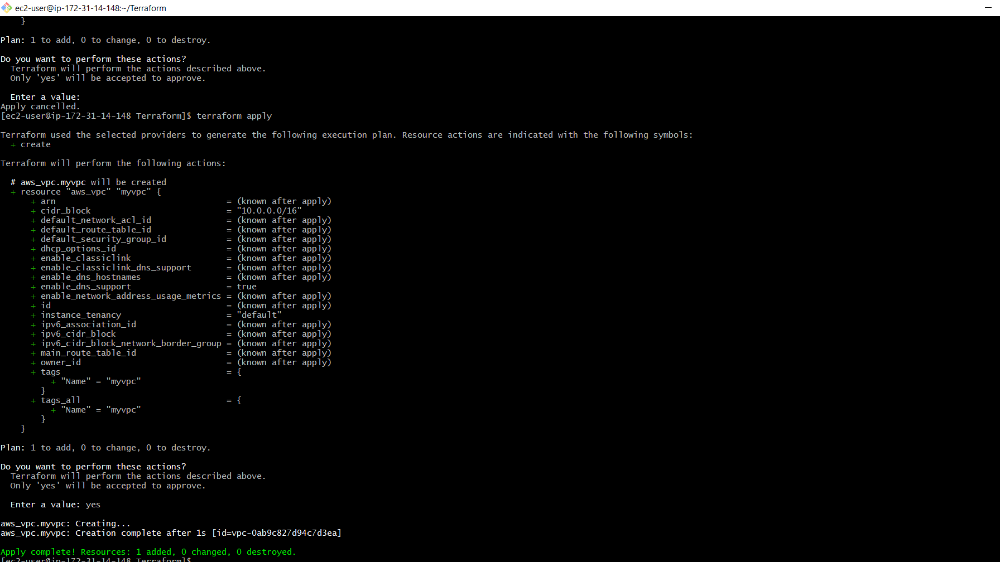 ec2-user@ip-172-31-14-148:~/Terraform
    }

Plan: 1 to add, 0 to change, 0 to destroy.

Do you want to perform these actions?
  Terraform will perform the actions described above.
  Only 'yes' will be accepted to approve.

  Enter a value:
Apply cancelled.
[ec2-user@ip-172-31-14-148 Terraform]$ terraform apply

Terraform used the selected providers to generate the following execution plan. Resource actions are indicated with the following symbols:
  + create

Terraform will perform the following actions:

  # aws_vpc.myvpc will be created
  + resource "aws_vpc" "myvpc" {
      + arn                                  = (known after apply)
      + cidr_block                           = "10.0.0.0/16"
      + default_network_acl_id               = (known after apply)
      + default_route_table_id               = (known after apply)
      + default_security_group_id            = (known after apply)
      + dhcp_options_id                      = (known after apply)
      + enable_classiclink                   = (known after apply)
      + enable_classiclink_dns_support       = (known after apply)
      + enable_dns_hostnames                 = (known after apply)
      + enable_dns_support                   = true
      + enable_network_address_usage_metrics = (known after apply)
      + id                                   = (known after apply)
      + instance_tenancy                     = "default"
      + ipv6_association_id                  = (known after apply)
      + ipv6_cidr_block                      = (known after apply)
      + ipv6_cidr_block_network_border_group = (known after apply)
      + main_route_table_id                  = (known after apply)
      + owner_id                             = (known after apply)
      + tags                                 = {
          + "Name" = "myvpc"
        }
      + tags_all                             = {
          + "Name" = "myvpc"
        }
    }

Plan: 1 to add, 0 to change, 0 to destroy.

Do you want to perform these actions?
  Terraform will perform the actions described above.
  Only 'yes' will be accepted to approve.

  Enter a value: yes

aws_vpc.myvpc: Creating...
aws_vpc.myvpc: Creation complete after 1s [id=vpc-0ab9c827d94c7d3ea]

Apply complete! Resources: 1 added, 0 changed, 0 destroyed.
[ec2-user@ip-172-31-14-148 Terraform]$